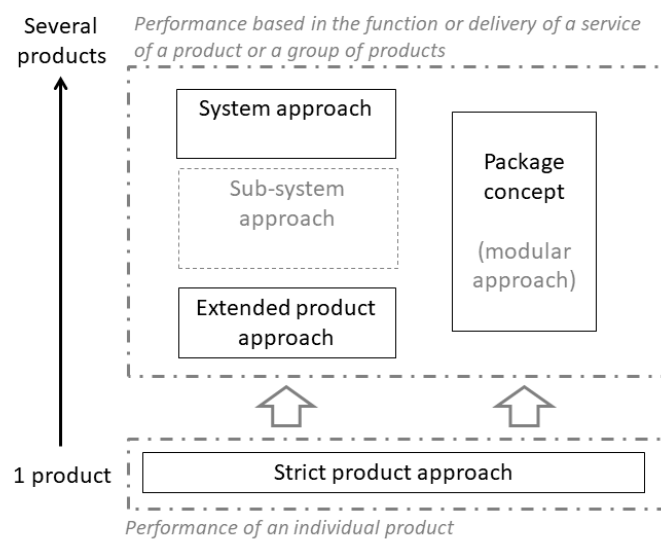 Several
products
Performance based in the function or delivery of a service
of a product or a group of products
System approach
Sub-system
approach
Extended product
approach
Package
concept
(modular
approach)
1 product
Strict product approach
Performance of an individual product